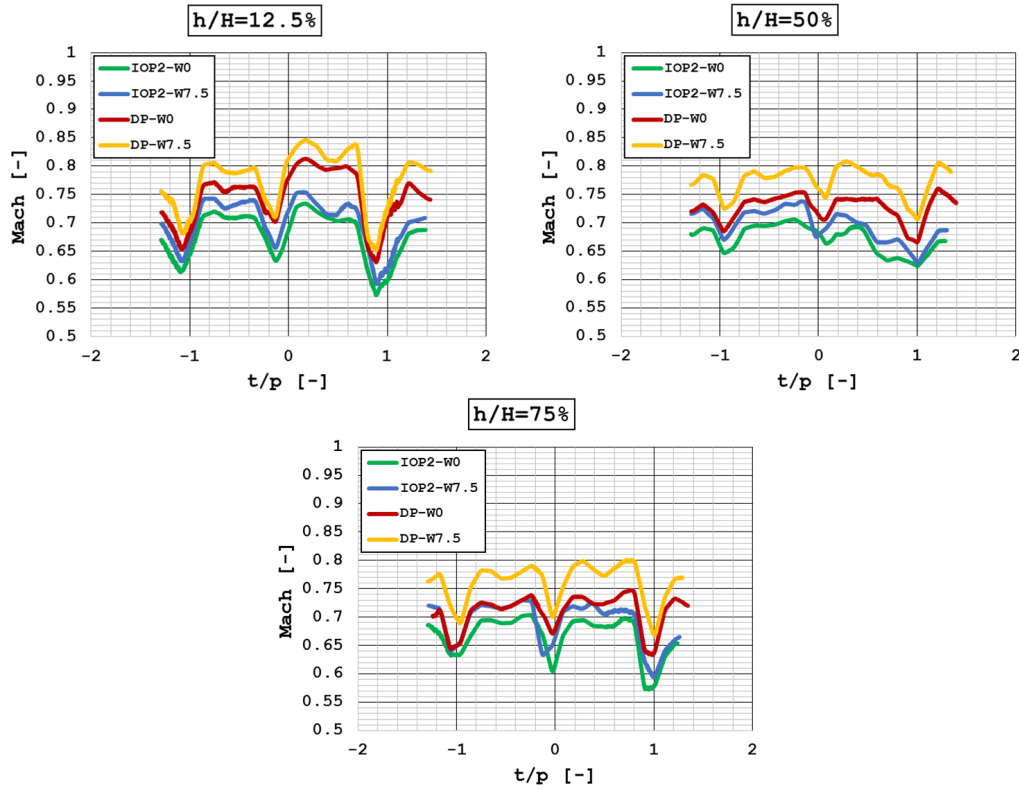 h/H=12.5%
1
0.95
0.9
0.85
0.8
0.75
0.7
0.65
0.6
0.55
0.5
Mach [-]
IOP2-W0
IOP2-W7.5
DP-W0
DP-W7.5
-2 -1 0 1 2
t/p [-]
h/H=50%
1
0.95
0.9
0.85
0.8
0.75
0.7
0.65
0.6
0.55
0.5
Mach [-]
IOP2-W0
IOP2-W7.5
DP-W0
DP-W7.5
-2 -1 0 1 2
t/p [-]
h/H=75%
1
0.95
0.9
0.85
0.8
0.75
0.7
0.65
0.6
0.55
0.5
Mach [-]
IOP2-W0
IOP2-W7.5
DP-W0
DP-W7.5
-2 -1 0 1 2
t/p [-]